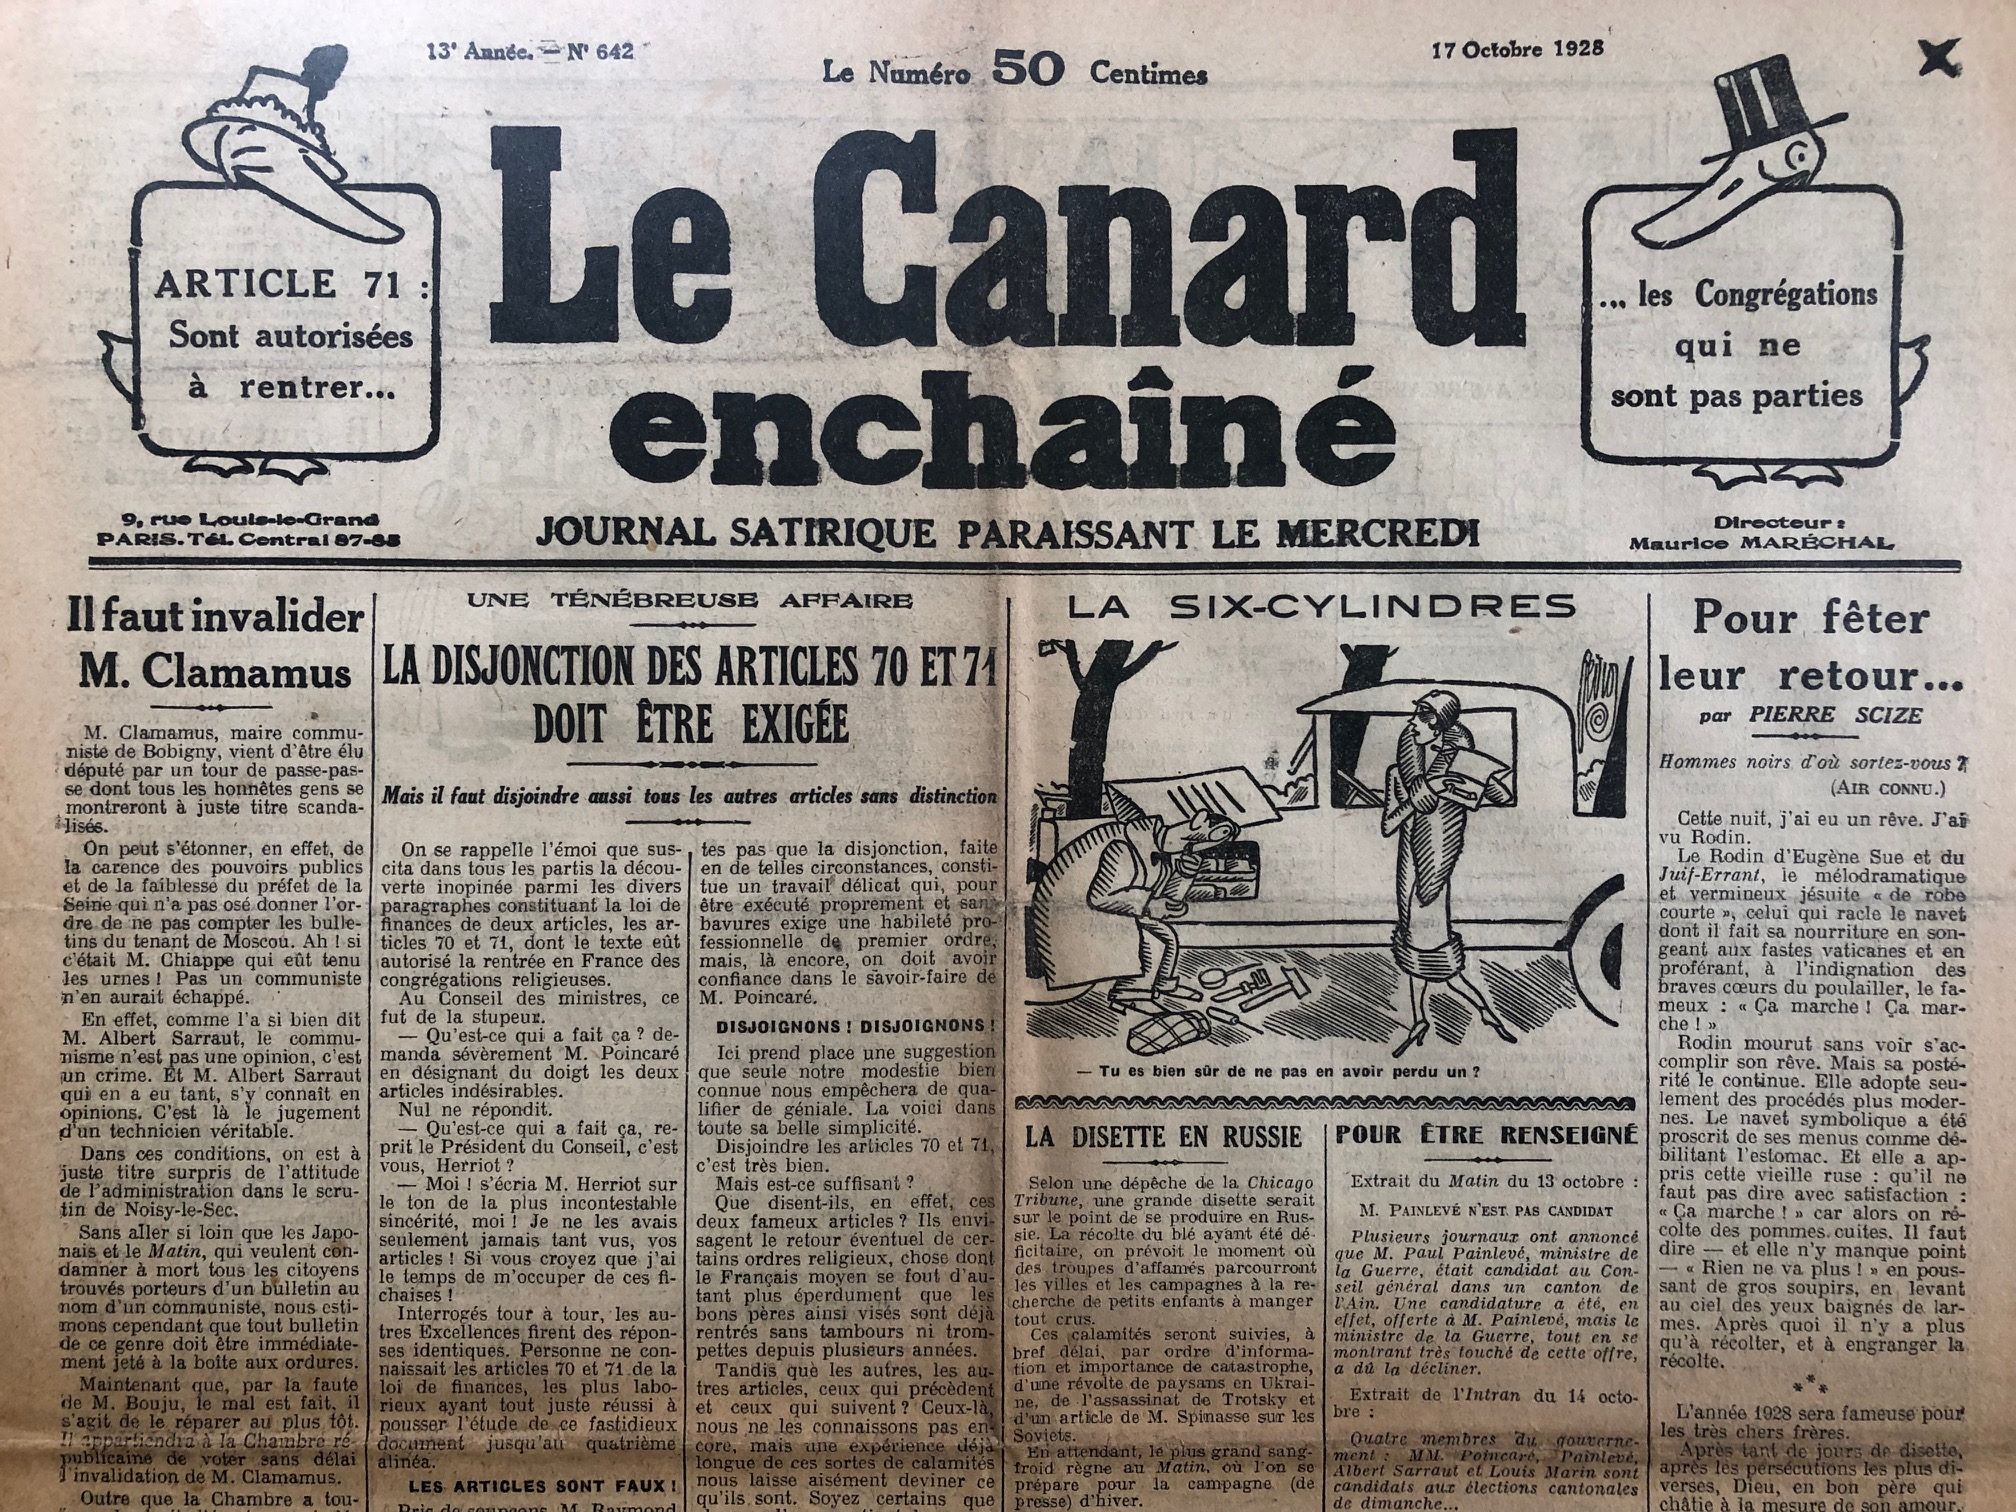 13e Année. — N° 642
Le Numéro 50 Centimes
17 Octobre 1928
ARTICLE 71 :
Sont autorisées
à rentrer...
Le Canard
enchaîné
... les Congrégations
qui ne
sont pas parties
9, rue Louis-le-Grand
PARIS. Tél. Central 87-88
JOURNAL SATIRIQUE PARAISSANT LE MERCREDI
Directeur :
Maurice MARÉCHAL
Il faut invalider
M. Clamamus
M. Clamamus, maire commu-
niste de Bobigny, vient d'être élu
député par un tour de passe-pas-
se dont tous les honnêtes gens se
montreront à juste titre scanda-
lisés.
On peut s'étonner, en effet, de
la carence des pouvoirs publics
et de la faiblesse du préfet de la
Seine qui n'a pas osé donner l'or-
dre de ne pas compter les bulle-
tins du tenant de Moscou. Ah ! si
c'était M. Chiappe qui eût tenu
les urnes ! Pas un communiste
n'en aurait échappé.
En effet, comme l'a si bien dit
M. Albert Sarraut, le commu-
nisme n'est pas une opinion, c'est
un crime. Et M. Albert Sarraut
qui en a eu tant, s'y connaît en
opinions. C'est là le jugement
d'un technicien véritable.
Dans ces conditions, on est à
juste titre surpris de l'attitude
de l'administration dans le scru-
tin de Noisy-le-Sec.
Sans aller si loin que les Japo-
nais et le Matin, qui veulent con-
damner à mort tous les citoyens
trouvés porteurs d'un bulletin au
nom d'un communiste, nous esti-
mons cependant que tout bulletin
de ce genre doit être immédiate-
ment jeté à la boîte aux ordures.
Maintenant que, par la faute
de M. Bouju, le mal est fait, il
s'agit de le réparer au plus tôt.
Il appartiendra à la Chambre ré-
publicaine de voter sans délai
l'invalidation de M. Clamamus.
Outre que la Chambre a tou-
UNE TÉNÉBREUSE AFFAIRE
LA DISJONCTION DES ARTICLES 70 ET 71
DOIT ÊTRE EXIGÉE
Mais il faut disjoindre aussi tous les autres articles sans distinction
On se rappelle l'émoi que sus-
cita dans tous les partis la décou-
verte inopinée parmi les divers
paragraphes constituant la loi de
finances de deux articles, les ar-
ticles 70 et 71, dont le texte eût
autorisé la rentrée en France des
congrégations religieuses.
Au Conseil des ministres, ce
fut de la stupeur.
— Qu'est-ce qui a fait ça ? de-
manda sévèrement M. Poincaré
en désignant du doigt les deux
articles indésirables.
Nul ne répondit.
— Qu'est-ce qui a fait ça, re-
prit le Président du Conseil, c'est
vous, Herriot ?
— Moi ! s'écria M. Herriot sur
le ton de la plus incontestable
sincérité, moi ! Je ne les avais
seulement jamais tant vus, vos
articles ! Si vous croyez que j'ai
le temps de m'occuper de ces fi-
chaises !
Interrogés tour à tour, les au-
tres Excellences firent des répon-
ses identiques. Personne ne con-
naissait les articles 70 et 71 de la
loi de finances, les plus labo-
rieux ayant tout juste réussi à
pousser l'étude de ce fastidieux
document jusqu'au quatrième
alinéa.
LES ARTICLES SONT FAUX !
Pris de soupçons, M. Raymond
tes pas que la disjonction, faite
en de telles circonstances, consti-
tue un travail délicat qui, pour
être exécuté proprement et sans
bavures exige une habileté pro-
fessionnelle de premier ordre,
mais, là encore, on doit avoir
confiance dans le savoir-faire de
M. Poincaré.
DISJOIGNONS ! DISJOIGNONS !
Ici prend place une suggestion
que seule notre modestie bien
connue nous empêchera de qua-
lifier de géniale. La voici dans
toute sa belle simplicité.
Disjoindre les articles 70 et 71,
c'est très bien.
Mais est-ce suffisant ?
Que disent-ils, en effet, ces
deux fameux articles ? Ils envi-
sagent le retour éventuel de cer-
tains ordres religieux, chose dont
le Français moyen se fout d'au-
tant plus éperdument que les
bons pères ainsi visés sont déjà
rentrés sans tambours ni trom-
pettes depuis plusieurs années.
Tandis que les autres, les au-
tres articles, ceux qui précèdent
et ceux qui suivent ? Ceux-là,
nous ne les connaissons pas en-
core, mais une expérience déjà
longue de ces sortes de calamités
nous laisse aisément deviner ce
qu'ils sont. Soyez certains que
LA SIX-CYLINDRES
— Tu es bien sûr de ne pas en avoir perdu un ?
LA DISETTE EN RUSSIE
Selon une dépêche de la Chicago
Tribune, une grande disette serait
sur le point de se produire en Rus-
sie. La récolte du blé ayant été dé-
ficitaire, on prévoit le moment où
des troupes d'affamés parcourront
les villes et les campagnes à la re-
cherche de petits enfants à manger
tout crus.
Ces calamités seront suivies, à
bref délai, par ordre d'informa-
tion et importance de catastrophe,
d'une révolte de paysans en Ukrai-
ne, de l'assassinat de Trotsky et
d'un article de M. Spinasse sur les
Soviets.
En attendant, le plus grand sang-
froid règne au Matin, où l'on se
prépare pour la campagne (de
presse) d'hiver.
POUR ÊTRE RENSEIGNÉ
Extrait du Matin du 13 octobre :
M. PAINLEVÉ N'EST PAS CANDIDAT
Plusieurs journaux ont annoncé
que M. Paul Painlevé, ministre de
la Guerre, était candidat au Con-
seil général dans un canton de
l'Ain. Une candidature a été, en
effet, offerte à M. Painlevé, mais le
ministre de la Guerre, tout en se
montrant très touché de cette offre,
a dû la décliner.
Extrait de l'Intran du 14 octo-
bre :
Quatre membres du gouverne-
ment : MM. Poincaré, Painlevé,
Albert Sarraut et Louis Marin sont
candidats aux élections cantonales
de dimanche...
Pour fêter
leur retour...
par PIERRE SCIZE
Hommes noirs d'où sortez-vous ?
(AIR CONNU.)
Cette nuit, j'ai eu un rêve. J'ai
vu Rodin.
Le Rodin d'Eugène Sue et du
Juif-Errant, le mélodramatique
et vermineux jésuite « de robe
courte », celui qui racle le navet
dont il fait sa nourriture en son-
geant aux fastes vaticanes et en
proférant, à l'indignation des
braves cœurs du poulailler, le fa-
meux : « Ça marche ! Ça mar-
che ! »
Rodin mourut sans voir s'ac-
complir son rêve. Mais sa posté-
rité le continue. Elle adopte seu-
lement des procédés plus moder-
nes. Le navet symbolique a été
proscrit de ses menus comme dé-
bilitant l'estomac. Et elle a ap-
pris cette vieille ruse : qu'il ne
faut pas dire avec satisfaction :
« Ça marche ! » car alors on ré-
colte des pommes cuites. Il faut
dire — et elle n'y manque point
— « Rien ne va plus ! » en pous-
sant de gros soupirs, en levant
au ciel des yeux baignés de lar-
mes. Après quoi il n'y a plus
qu'à récolter, et à engranger la
récolte.
***
L'année 1928 sera fameuse pour
les très chers frères.
Après tant de jours de disette,
après les persécutions les plus di-
verses, Dieu, en bon père qui
châtie à la mesure de son amour,